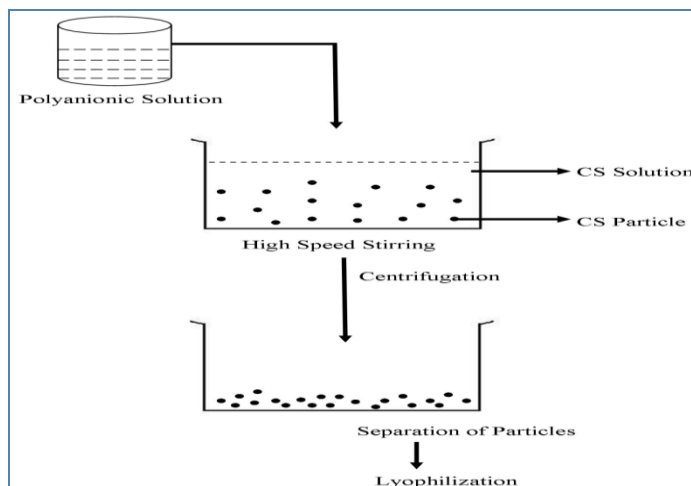 Polyanionic Solution
CS Solution
CS Particle
High Speed Stirring
Centrifugation
Separation of Particles
Lyophilization